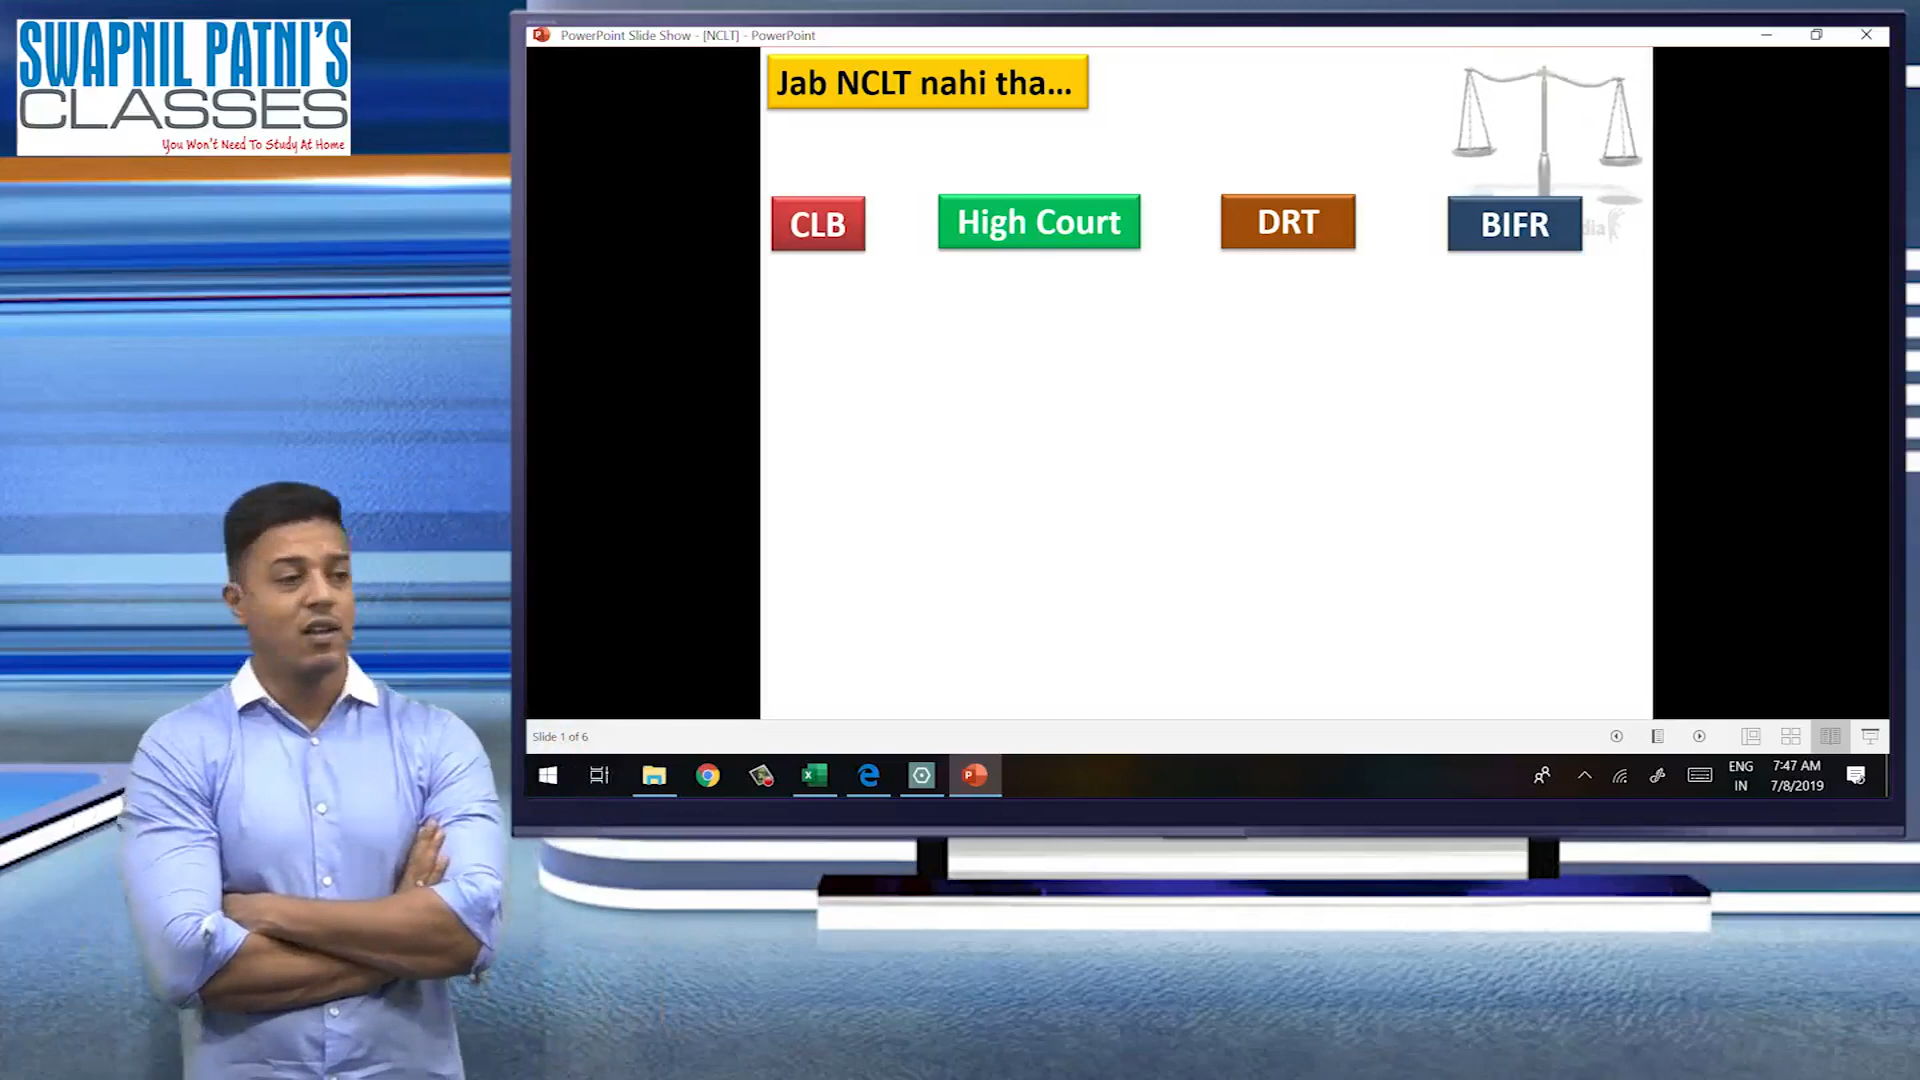 SWAPNIL PATNI'S
CLASSES
You Won't Need To Study At Home
PowerPoint Slide Show - [NCLT] - PowerPoint
Jab NCLT nahi tha...
CLB
High Court
DRT
BIFR
Slide 1 of 6
ENG
IN
7:47 AM
7/8/2019